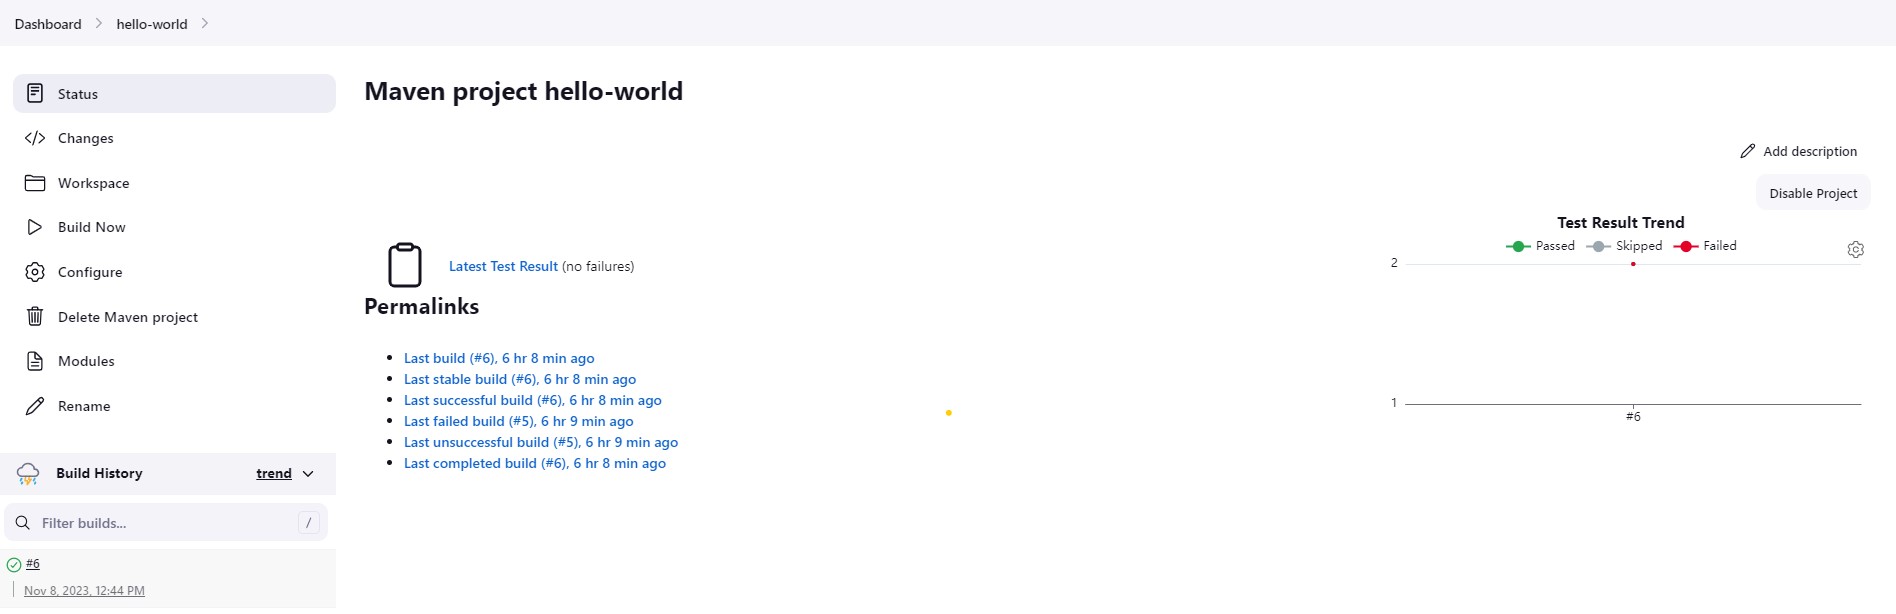 Dashboard
hello-world
Status
Changes
Workspace
Build Now
Configure
Delete Maven project
Modules
Rename
Build History
trend
Filter builds...
/
#6
Nov 8, 2023, 12:44 PM
Maven project hello-world
Add description
Disable Project
Latest Test Result (no failures)
Permalinks
Last build (#6), 6 hr 8 min ago
Last stable build (#6), 6 hr 8 min ago
Last successful build (#6), 6 hr 8 min ago
Last failed build (#5), 6 hr 9 min ago
Last unsuccessful build (#5), 6 hr 9 min ago
Last completed build (#6), 6 hr 8 min ago
Test Result Trend
Passed Skipped Failed
2
1
#6